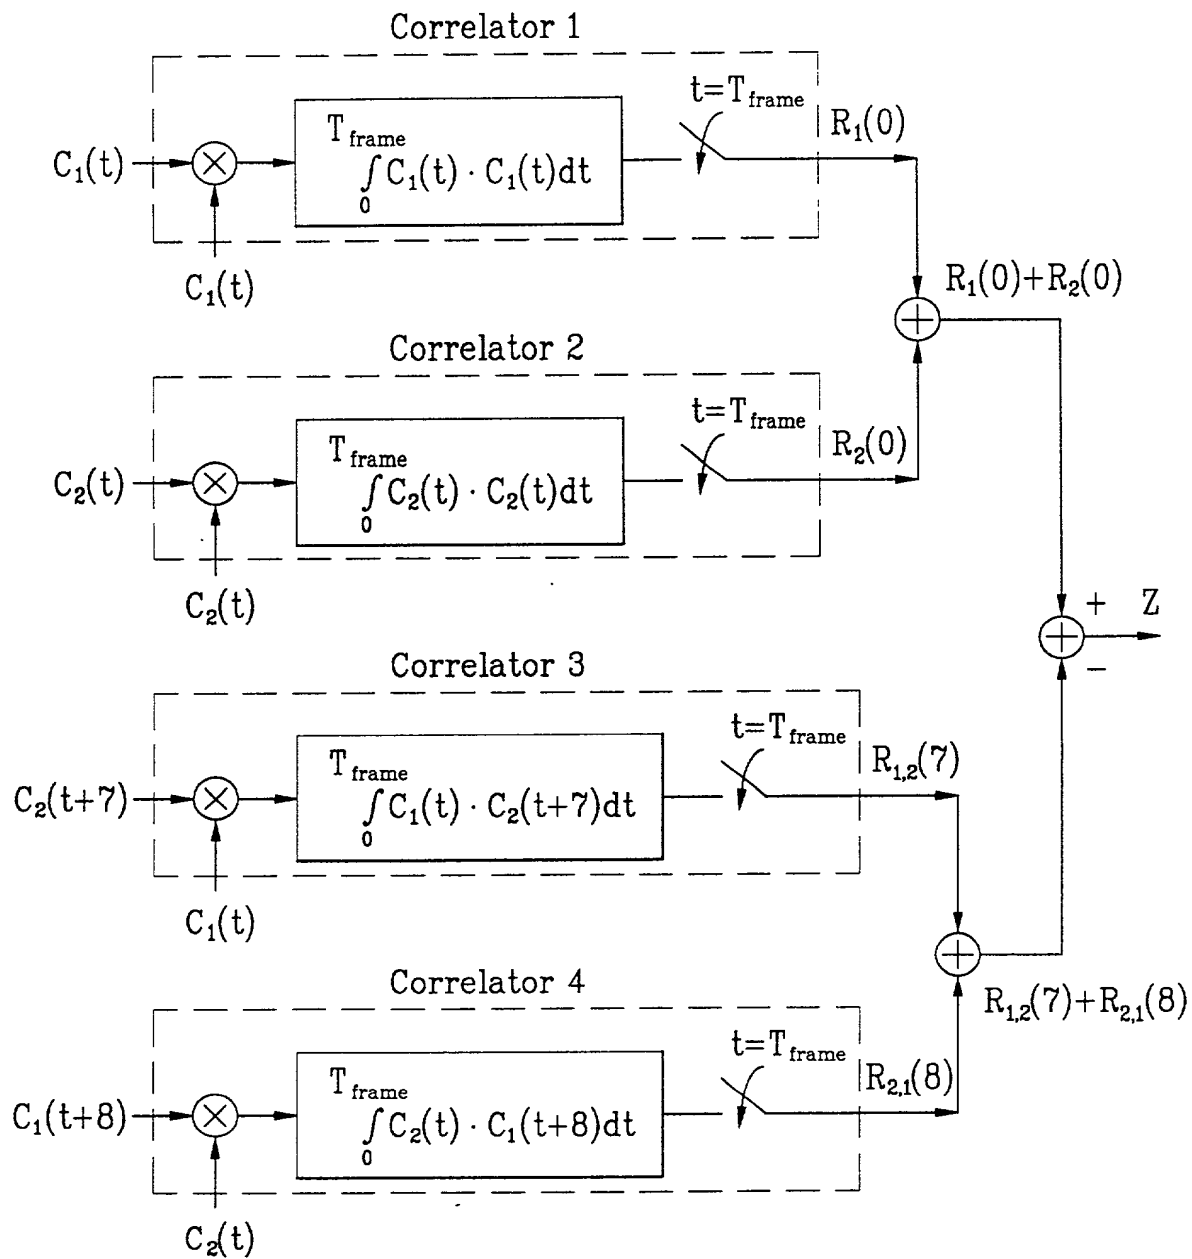 Correlator 1
t=T_frame
R₁(0)
C₁(t)
T_frame
∫₀ C₁(t) · C₁(t)dt
C₁(t)
R₁(0)+R₂(0)
Correlator 2
t=T_frame
R₂(0)
C₂(t)
T_frame
∫₀ C₂(t) · C₂(t)dt
C₂(t)
+
Z
−
Correlator 3
t=T_frame
R₁,₂(7)
C₂(t+7)
T_frame
∫₀ C₁(t) · C₂(t+7)dt
C₁(t)
Correlator 4
R₁,₂(7)+R₂,₁(8)
t=T_frame
R₂,₁(8)
C₁(t+8)
T_frame
∫₀ C₂(t) · C₁(t+8)dt
C₂(t)